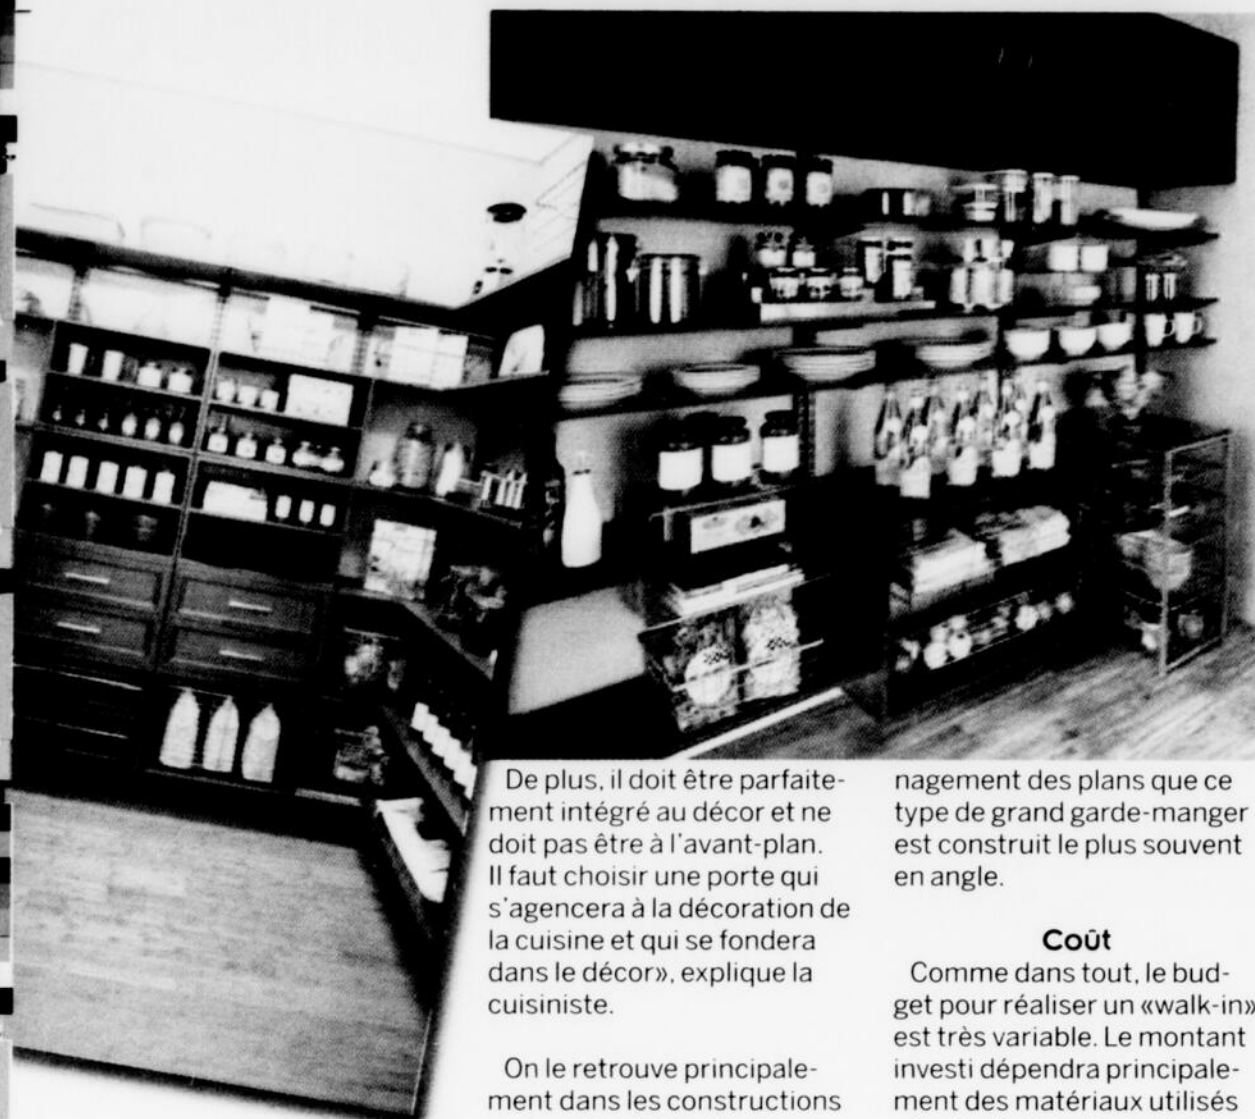 De plus, il doit être parfaite-
ment intégré au décor et ne
doit pas être à l'avant-plan.
Il faut choisir une porte qui
s'agencera à la décoration de
la cuisine et qui se fondera
dans le décor», explique la
cuisiniste.
On le retrouve principale-
ment dans les constructions
nagement des plans que ce
type de grand garde-manger
est construit le plus souvent
en angle.
Coût
Comme dans tout, le bud-
get pour réaliser un «walk-in»
est très variable. Le montant
investi dépendra principale-
ment des matériaux utilisés